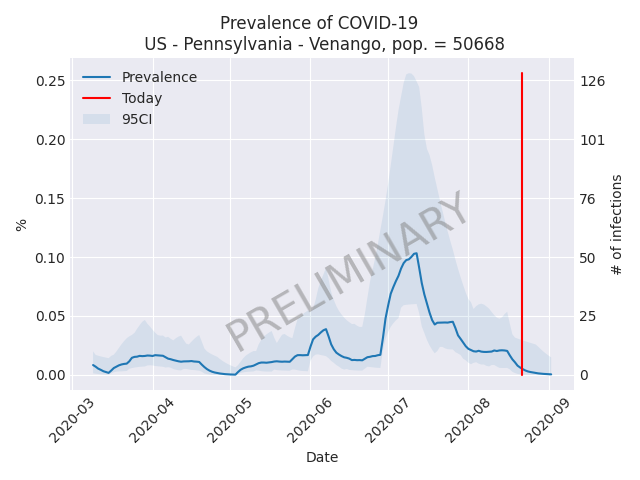 Prevalence of COVID-19
US - Pennsylvania - Venango, pop. = 50668
Prevalence
Today
95CI
0.25
0.20
0.15
0.10
0.05
0.00
%
126
101
76
50
25
0
# of infections
PRELIMINARY
2020-03
2020-04
2020-05
2020-06
2020-07
2020-08
2020-09
Date